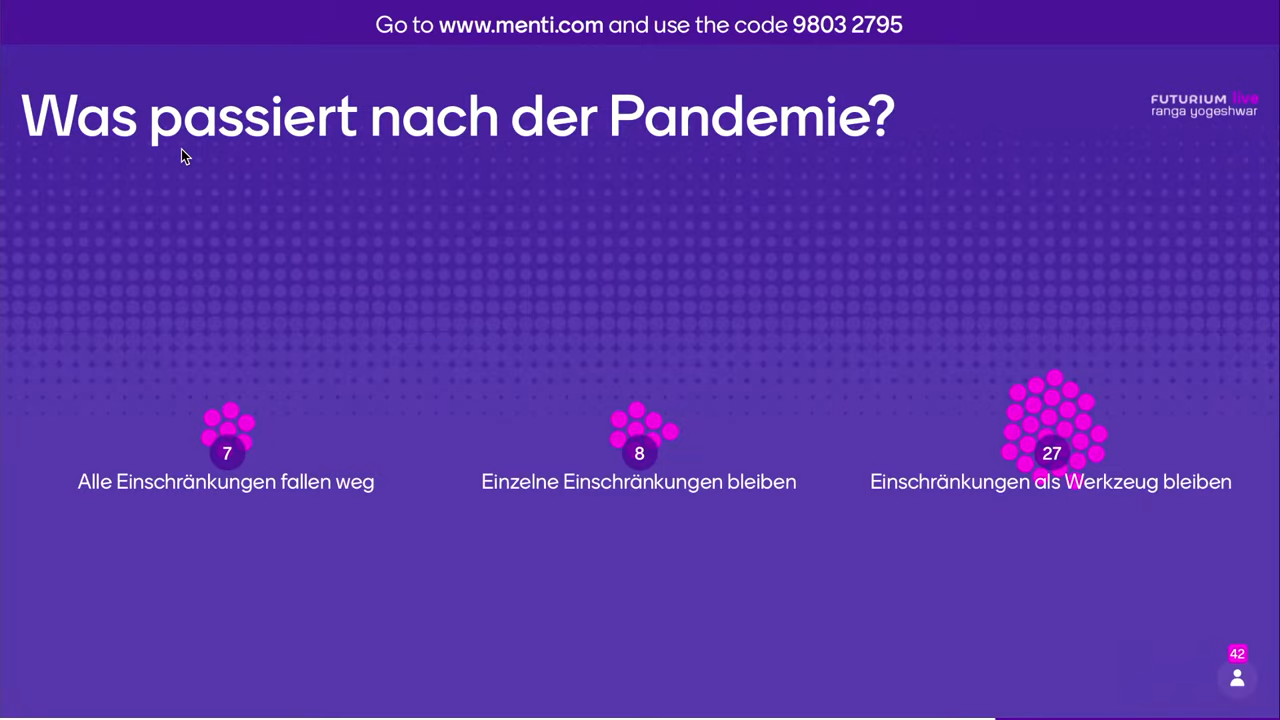 Go to www.menti.com and use the code 9803 2795
Was passiert nach der Pandemie?
FUTURIUM live
ranga yogeshwar
7
8
27
Alle Einschränkungen fallen weg
Einzelne Einschränkungen bleiben
Einschränkungen als Werkzeug bleiben
42